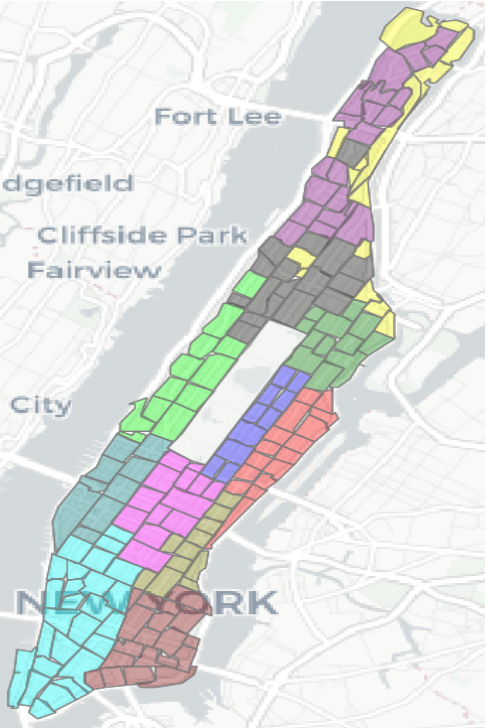 Fort Lee
dgefield
Cliffside Park
Fairview
City
NEW YORK